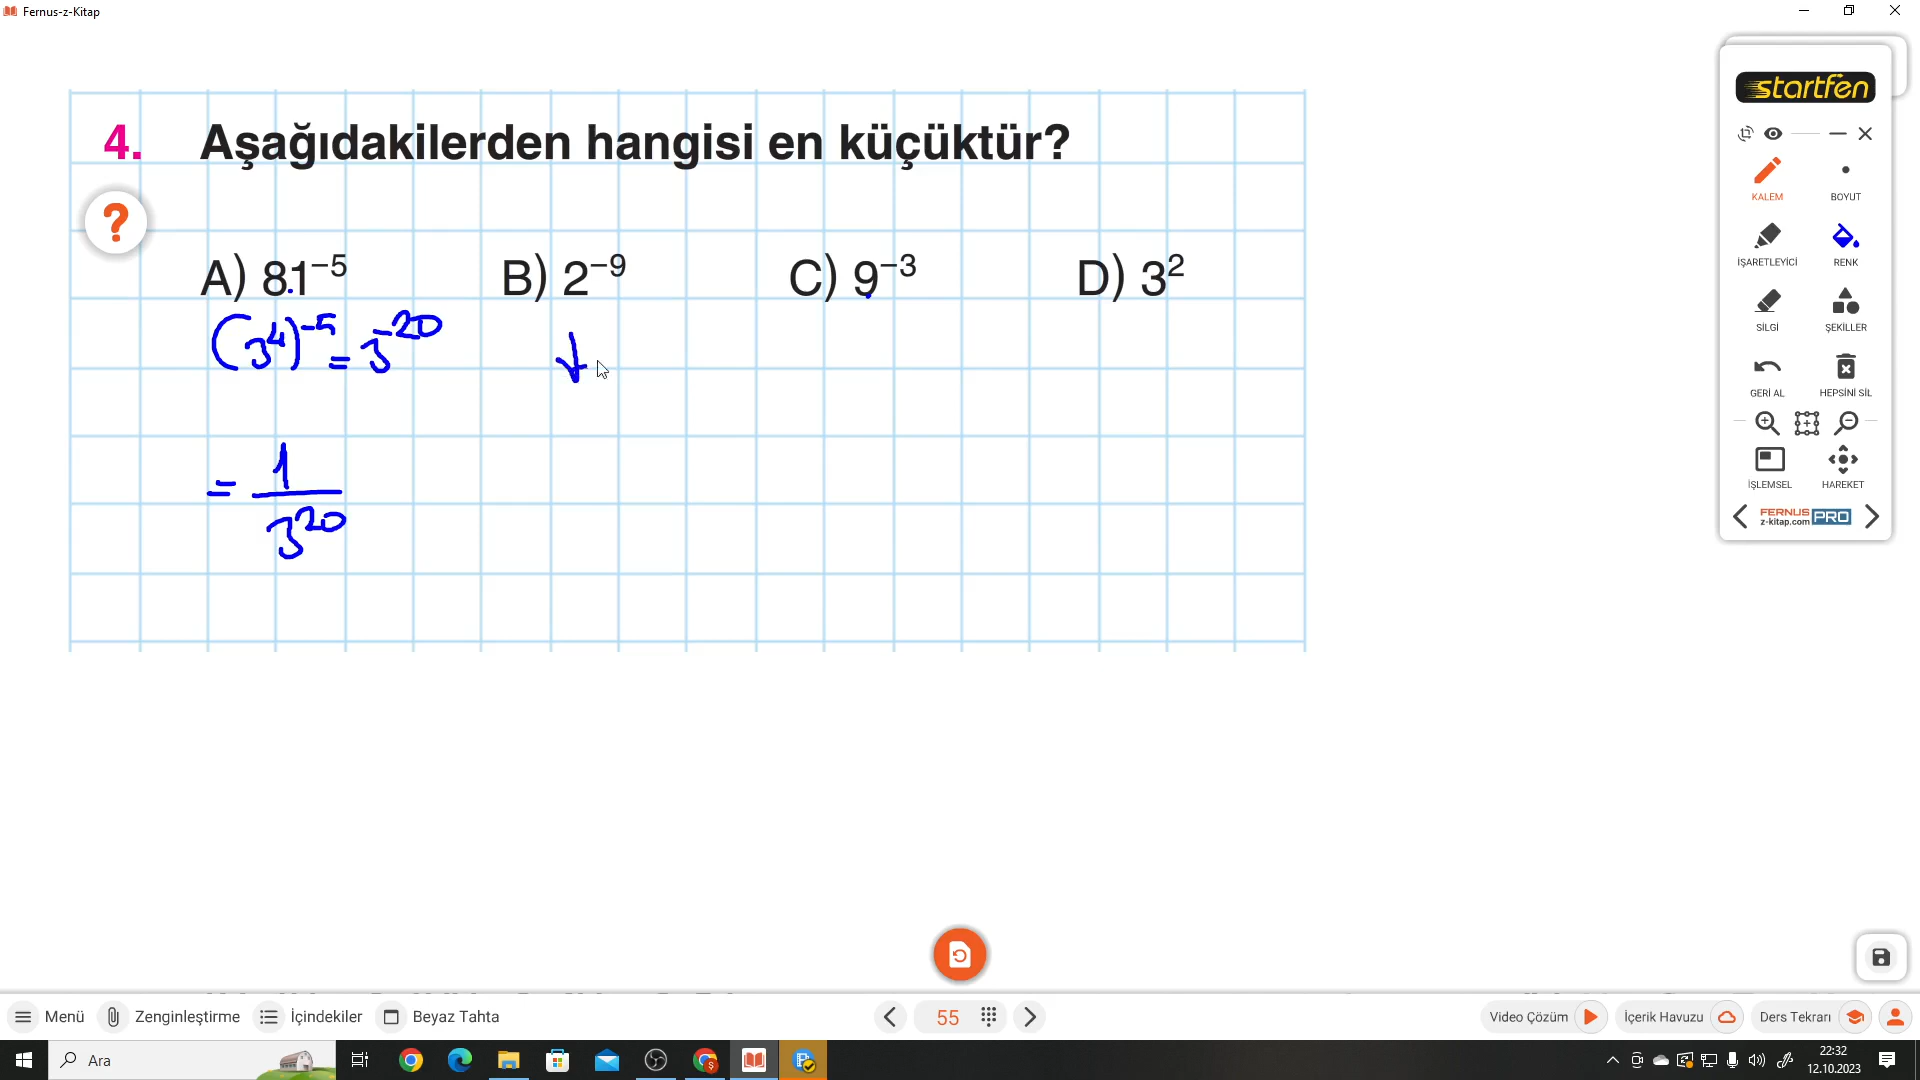 Fernus-z-Kitap
startfen
4. Aşağıdakilerden hangisi en küçüktür?
?
A) 81⁻⁵ B) 2⁻⁹ C) 9⁻³ D) 3²
(3⁴)⁻⁵ = 3⁻²⁰
= 1/3²⁰
KALEM BOYUT
İŞARETLEYİCİ RENK
SİLGİ ŞEKİLLER
GERİ AL HEPSİNİ SİL
İŞLEMSEL HAREKET
FERNUS
z-kitap.com PRO
Menü Zenginleştirme İçindekiler Beyaz Tahta 55 Video Çözüm İçerik Havuzu Ders Tekrarı
Ara
22:32
12.10.2023